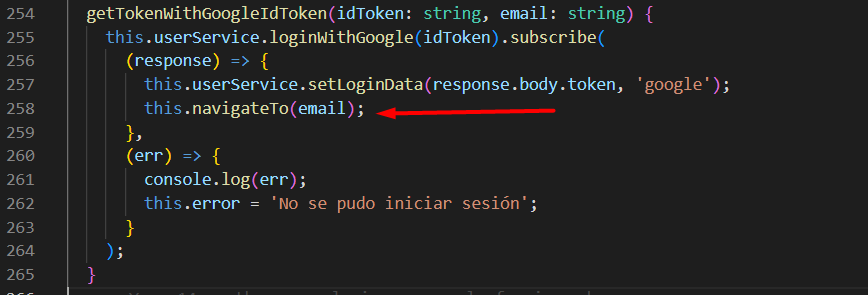 254 getTokenWithGoogleIdToken(idToken: string, email: string) {
255 this.userService.loginWithGoogle(idToken).subscribe(
256 (response) => {
257 this.userService.setLoginData(response.body.token, 'google');
258 this.navigateTo(email);
259 },
260 (err) => {
261 console.log(err);
262 this.error = 'No se pudo iniciar sesión';
263 }
264 );
265 }